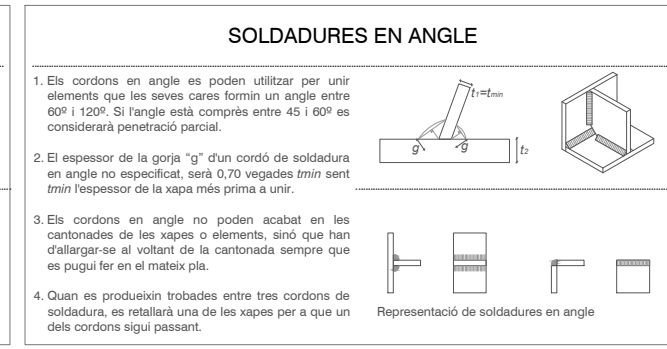 SOLDADURES EN ANGLE
1. Els cordons en angle es poden utilitzar per unir
elements que les seves cares formin un angle entre
60º i 120º. Si l'angle està comprès entre 45 i 60º es
considerarà penetració parcial.
2. El espessor de la gorja “g” d'un cordó de soldadura
en angle no especificat, serà 0,70 vegades tmin sent
tmin l'espessor de la xapa més prima a unir.
3. Els cordons en angle no poden acabat en les
cantonades de les xapes o elements, sinó que han
d'allargar-se al voltant de la cantonada sempre que
es pugui fer en el mateix pla.
4. Quan es produeixin trobades entre tres cordons de
soldadura, es retallarà una de les xapes per a que un
dels cordons sigui passant.
t1=tmin
g
g
t2
Representació de soldadures en angle